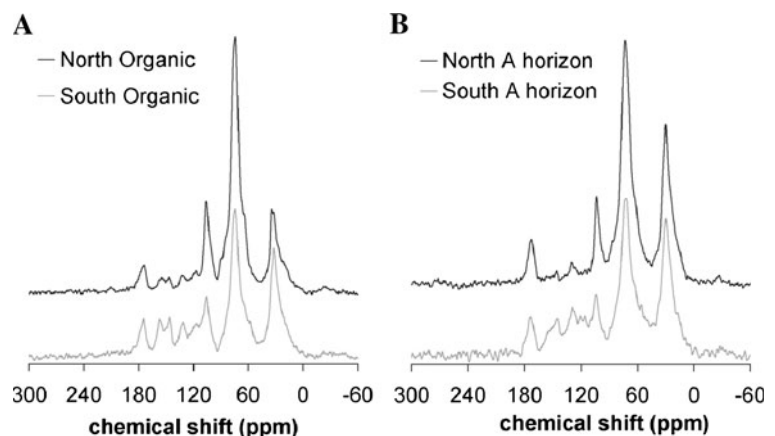 A
North Organic
South Organic
300 240 180 120 60 0 -60
chemical shift (ppm)
B
North A horizon
South A horizon
300 240 180 120 60 0 -60
chemical shift (ppm)